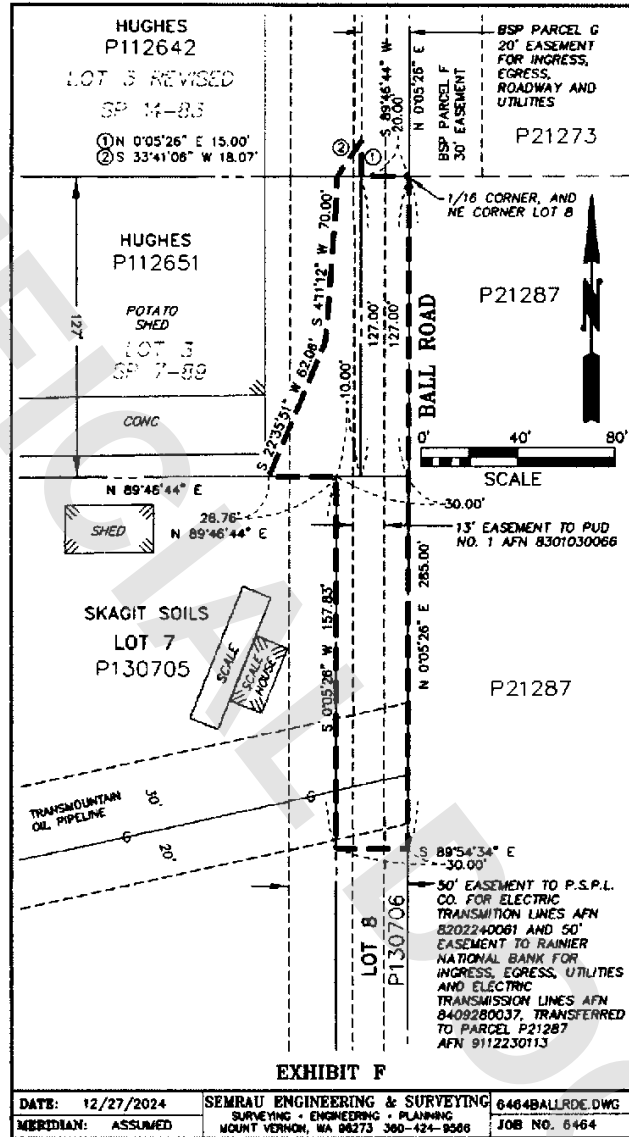 HUGHES
P112642
LOT 3 REVISED
SP 14-83
① N 0°05'26" E 15.00'
② S 33°41'08" W 18.07'
②
①
S 89°46'44" W
20.00'
N 0°05'26" E
BSP PARCEL F
30' EASEMENT
BSP PARCEL G
20' EASEMENT
FOR INGRESS,
EGRESS,
ROADWAY AND
UTILITIES
P21273
1/16 CORNER, AND
NE CORNER LOT 8
HUGHES
P112651
POTATO
SHED
LOT 3
SP 7-89
CONC
127'
S 4°11'12" W 70.00'
S 22°35'51" W 62.08'
10.00'
127.00'
127.00'
BALL ROAD
P21287
N
0' 40' 80'
SCALE
N 89°46'44" E
28.76'
N 89°46'44" E
30.00'
13' EASEMENT TO PUD
NO. 1 AFN 8301030066
SHED
SKAGIT SOILS
LOT 7
P130705
SCALE
SCALE
HOUSE
S 0°05'26" W 157.83'
N 0°05'26" E 285.00'
P21287
TRANSMOUNTAIN
OIL PIPELINE
30'
20'
G
G
S 89°54'34" E
30.00'
LOT 8
P130706
50' EASEMENT TO P.S.P.L.
CO. FOR ELECTRIC
TRANSMITION LINES AFN
8202240061 AND 50'
EASEMENT TO RAINIER
NATIONAL BANK FOR
INGRESS, EGRESS, UTILITIES
AND ELECTRIC
TRANSMISSION LINES AFN
8409280037, TRANSFERRED
TO PARCEL P21287
AFN 9112230113
EXHIBIT F
DATE: 12/27/2024
MERIDIAN: ASSUMED
SEMRAU ENGINEERING & SURVEYING
SURVEYING • ENGINEERING • PLANNING
MOUNT VERNON, WA 98273 360-424-9566
6464BALLRDE.DWG
JOB NO. 6464